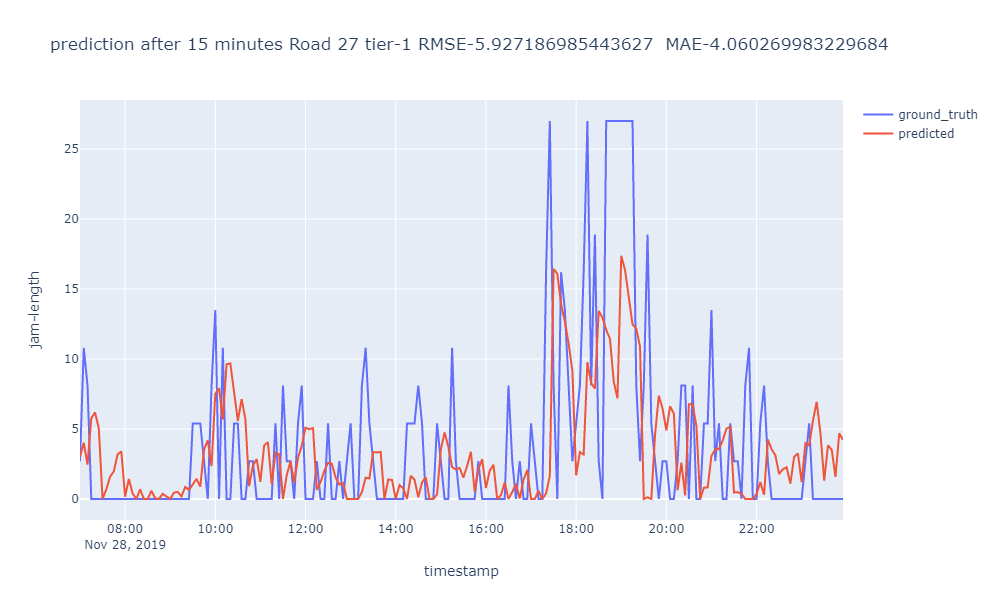 prediction after 15 minutes Road 27 tier-1 RMSE-5.927186985443627  MAE-4.060269983229684
ground_truth
predicted
25
20
15
10
5
0
jam-length
08:00 10:00 12:00 14:00 16:00 18:00 20:00 22:00
Nov 28, 2019
timestamp